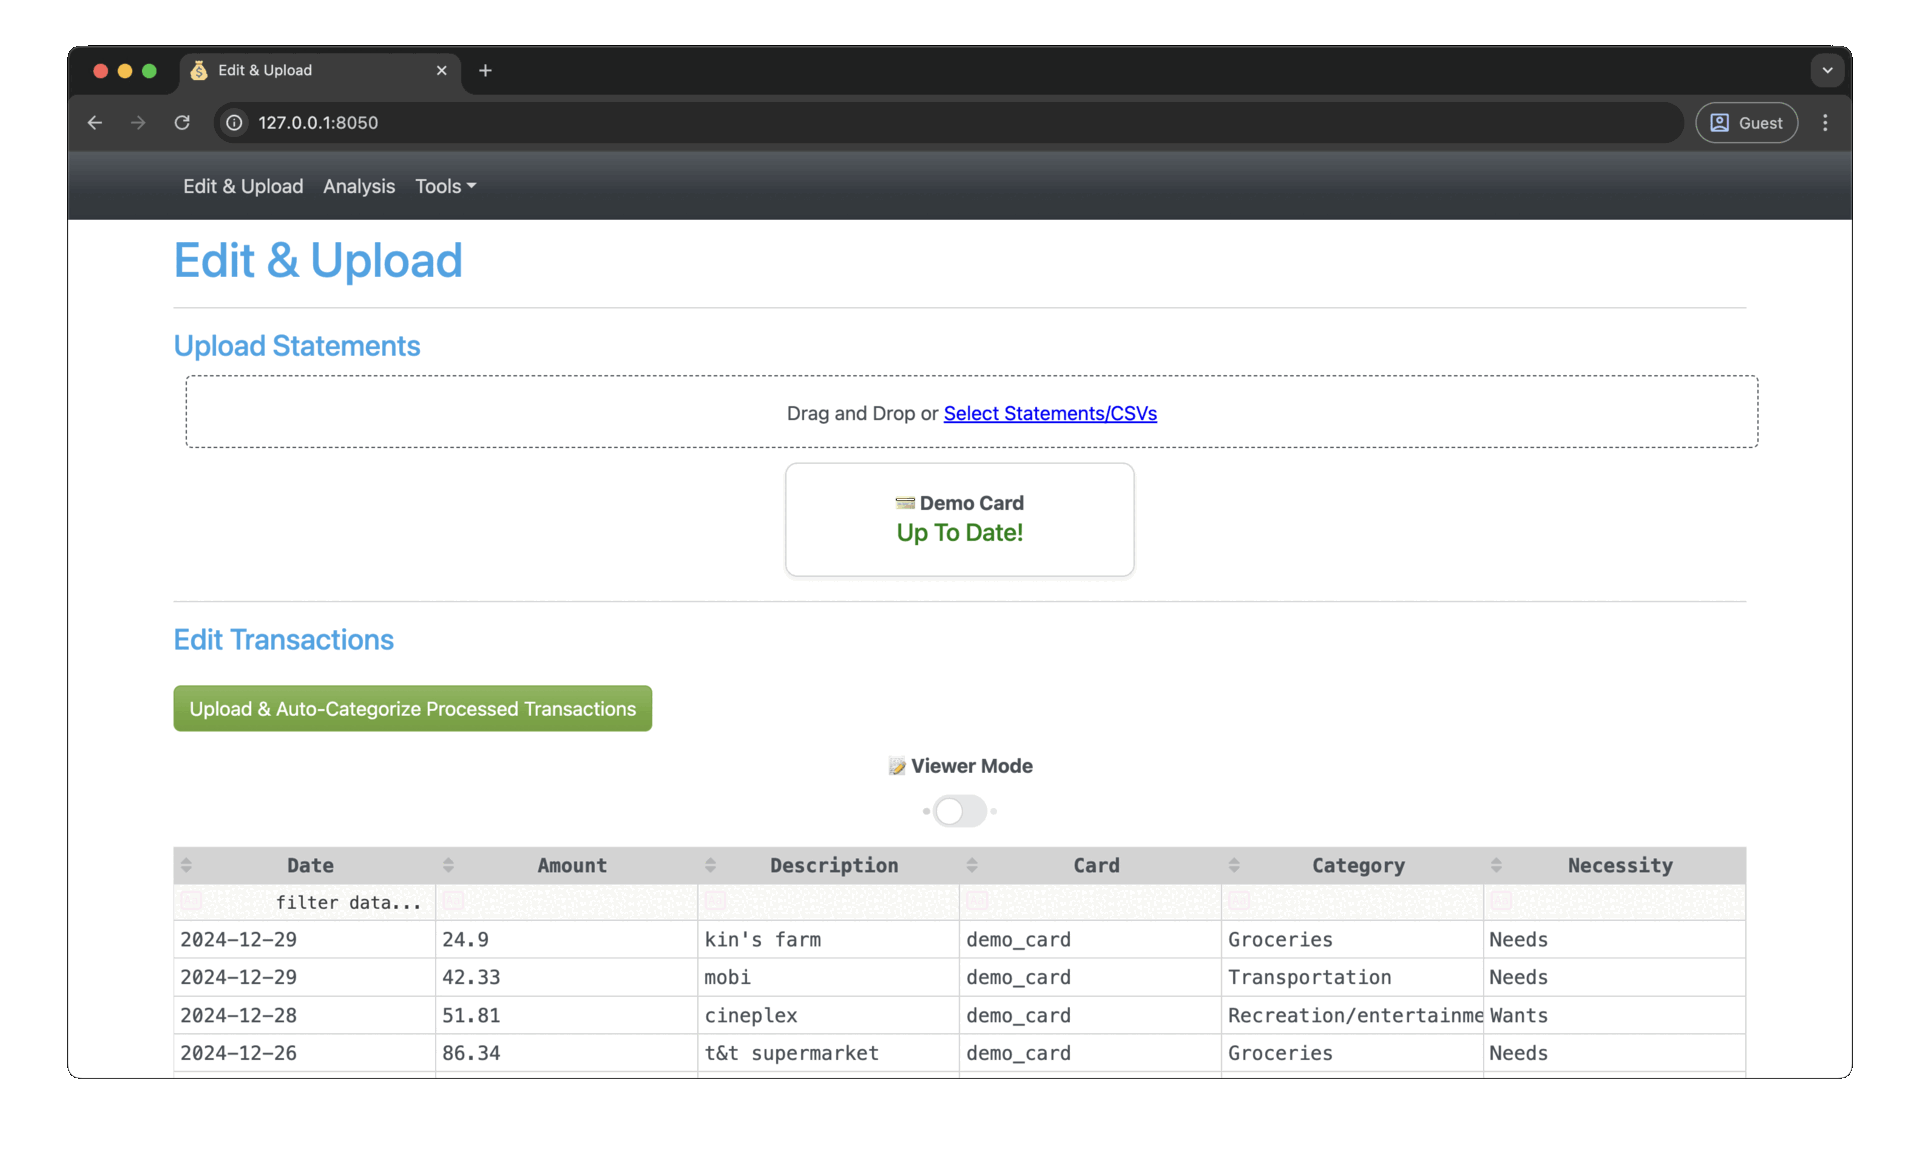 Edit & Upload
127.0.0.1:8050
Guest
Edit & Upload Analysis Tools
Edit & Upload
Upload Statements
Drag and Drop or Select Statements/CSVs
Demo Card
Up To Date!
Edit Transactions
Upload & Auto-Categorize Processed Transactions
Viewer Mode
Date Amount Description Card Category Necessity
filter data...
2024-12-29 24.9 kin's farm demo_card Groceries Needs
2024-12-29 42.33 mobi demo_card Transportation Needs
2024-12-28 51.81 cineplex demo_card Recreation/entertainme Wants
2024-12-26 86.34 t&t supermarket demo_card Groceries Needs